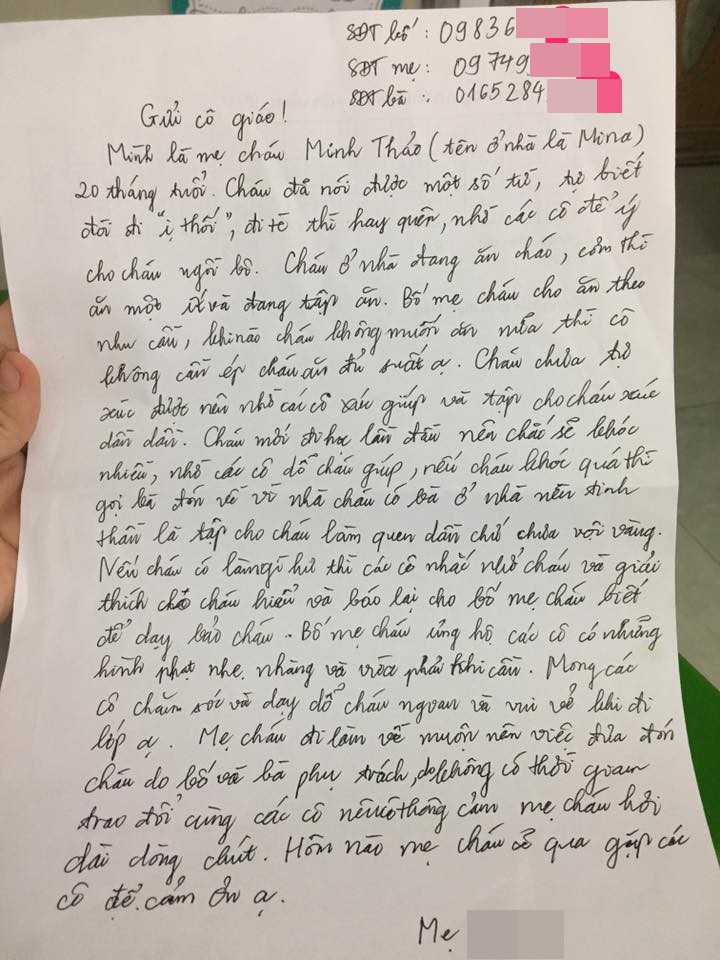 SĐT bố : 09836
SĐT mẹ : 09749
SĐT bà : 0165284
Gửi cô giáo!
Mình là mẹ cháu Minh Thảo (tên ở nhà là Mina)
20 tháng tuổi. Cháu đã nói được một số từ, tự biết
đòi đi "ị thối", đi tè thì hay quên, nhờ các cô để ý
cho cháu ngồi bô. Cháu ở nhà đang ăn cháo, cơm thì
ăn một ít và đang tập ăn. Bố mẹ cháu cho ăn theo
nhu cầu, khi nào cháu không muốn ăn nữa thì cô
không cần ép cháu ăn đủ suất ạ. Cháu chưa tự
xúc được nên nhờ các cô xúc giúp và tập cho cháu xúc
dần dần. Cháu mới đi học lần đầu nên chắc sẽ khóc
nhiều, nhờ các cô dỗ cháu giúp, nếu cháu khóc quá thì
gọi bà đón về vì nhà cháu có bà ở nhà nên tinh
thần là tập cho cháu làm quen dần chứ chưa vội vàng.
Nếu cháu có làm gì hư thì các cô nhắc nhở cháu và giải
thích cho cháu hiểu và báo lại cho bố mẹ cháu biết
để dạy bảo cháu. Bố mẹ cháu ủng hộ các cô có những
hình phạt nhẹ nhàng và vừa phải khi cần. Mong các
cô chăm sóc và dạy dỗ cháu ngoan và vui vẻ khi đi
lớp ạ. Mẹ cháu đi làm về muộn nên việc đưa đón
cháu do bố và bà phụ trách, do không có thời gian
trao đổi cùng các cô nên cô thông cảm mẹ cháu hơi
dài dòng chút. Hôm nào mẹ cháu sẽ qua gặp các
cô để cảm ơn ạ.
Mẹ